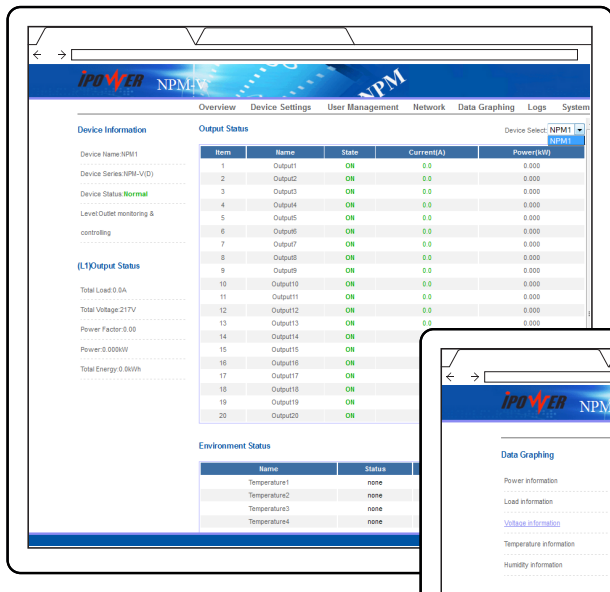 iPOWER NPM-V
NPM
Overview Device Settings User Management Network Data Graphing Logs System
Device Information
Device Name:NPM1
Device Series:NPM-V(D)
Device Status:Normal
Level:Outlet monitoring &
controlling
(L1)Output Status
Total Load:0.0A
Total Voltage:217V
Power Factor:0.00
Power:0.000kW
Total Energy:0.0kWh
Output Status
Device Select: NPM1
NPM1
Item Name State Current(A) Power(kW)
1 Output1 ON 0.0 0.000
2 Output2 ON 0.0 0.000
3 Output3 ON 0.0 0.000
4 Output4 ON 0.0 0.000
5 Output5 ON 0.0 0.000
6 Output6 ON 0.0 0.000
7 Output7 ON 0.0 0.000
8 Output8 ON 0.0 0.000
9 Output9 ON 0.0 0.000
10 Output10 ON 0.0 0.000
11 Output11 ON 0.0 0.000
12 Output12 ON 0.0 0.000
13 Output13 ON 0.0 0.000
14 Output14 ON
15 Output15 ON
16 Output16 ON
17 Output17 ON
18 Output18 ON
19 Output19 ON
20 Output20 ON
Environment Status
Name Status
Temperature1 none
Temperature2 none
Temperature3 none
Temperature4 none
iPOWER NPM
Data Graphing
Power information
Load information
Voltage information
Temperature information
Humidity information